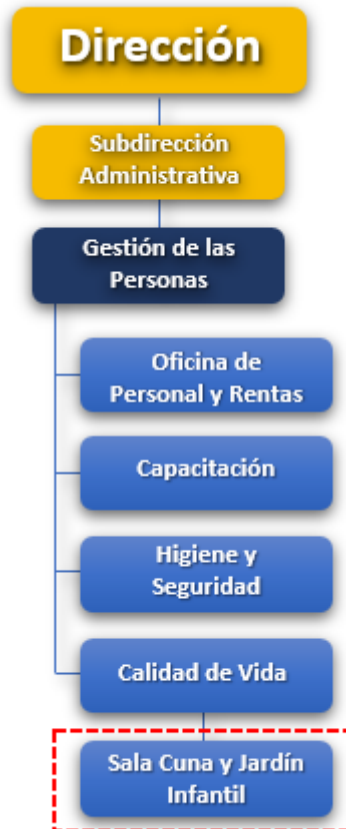 Dirección
Subdirección
Administrativa
Gestión de las
Personas
Oficina de
Personal y Rentas
Capacitación
Higiene y
Seguridad
Calidad de Vida
Sala Cuna y Jardín
Infantil